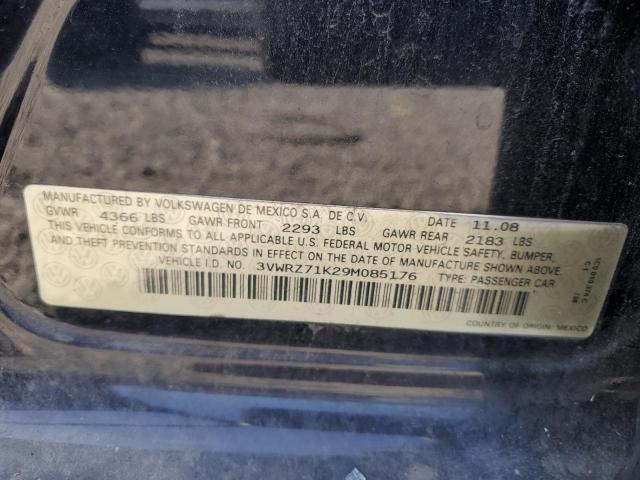 MANUFACTURED BY VOLKSWAGEN DE MEXICO S.A. DE C.V. DATE 11.08
GVWR 4366 LBS GAWR FRONT 2293 LBS GAWR REAR 2183 LBS
THIS VEHICLE CONFORMS TO ALL APPLICABLE U.S. FEDERAL MOTOR VEHICLE SAFETY, BUMPER,
AND THEFT PREVENTION STANDARDS IN EFFECT ON THE DATE OF MANUFACTURE SHOWN ABOVE.
VEHICLE I.D. NO. 3VWRZ71K29M085176 TYPE: PASSENGER CAR
COUNTRY OF ORIGIN: MEXICO